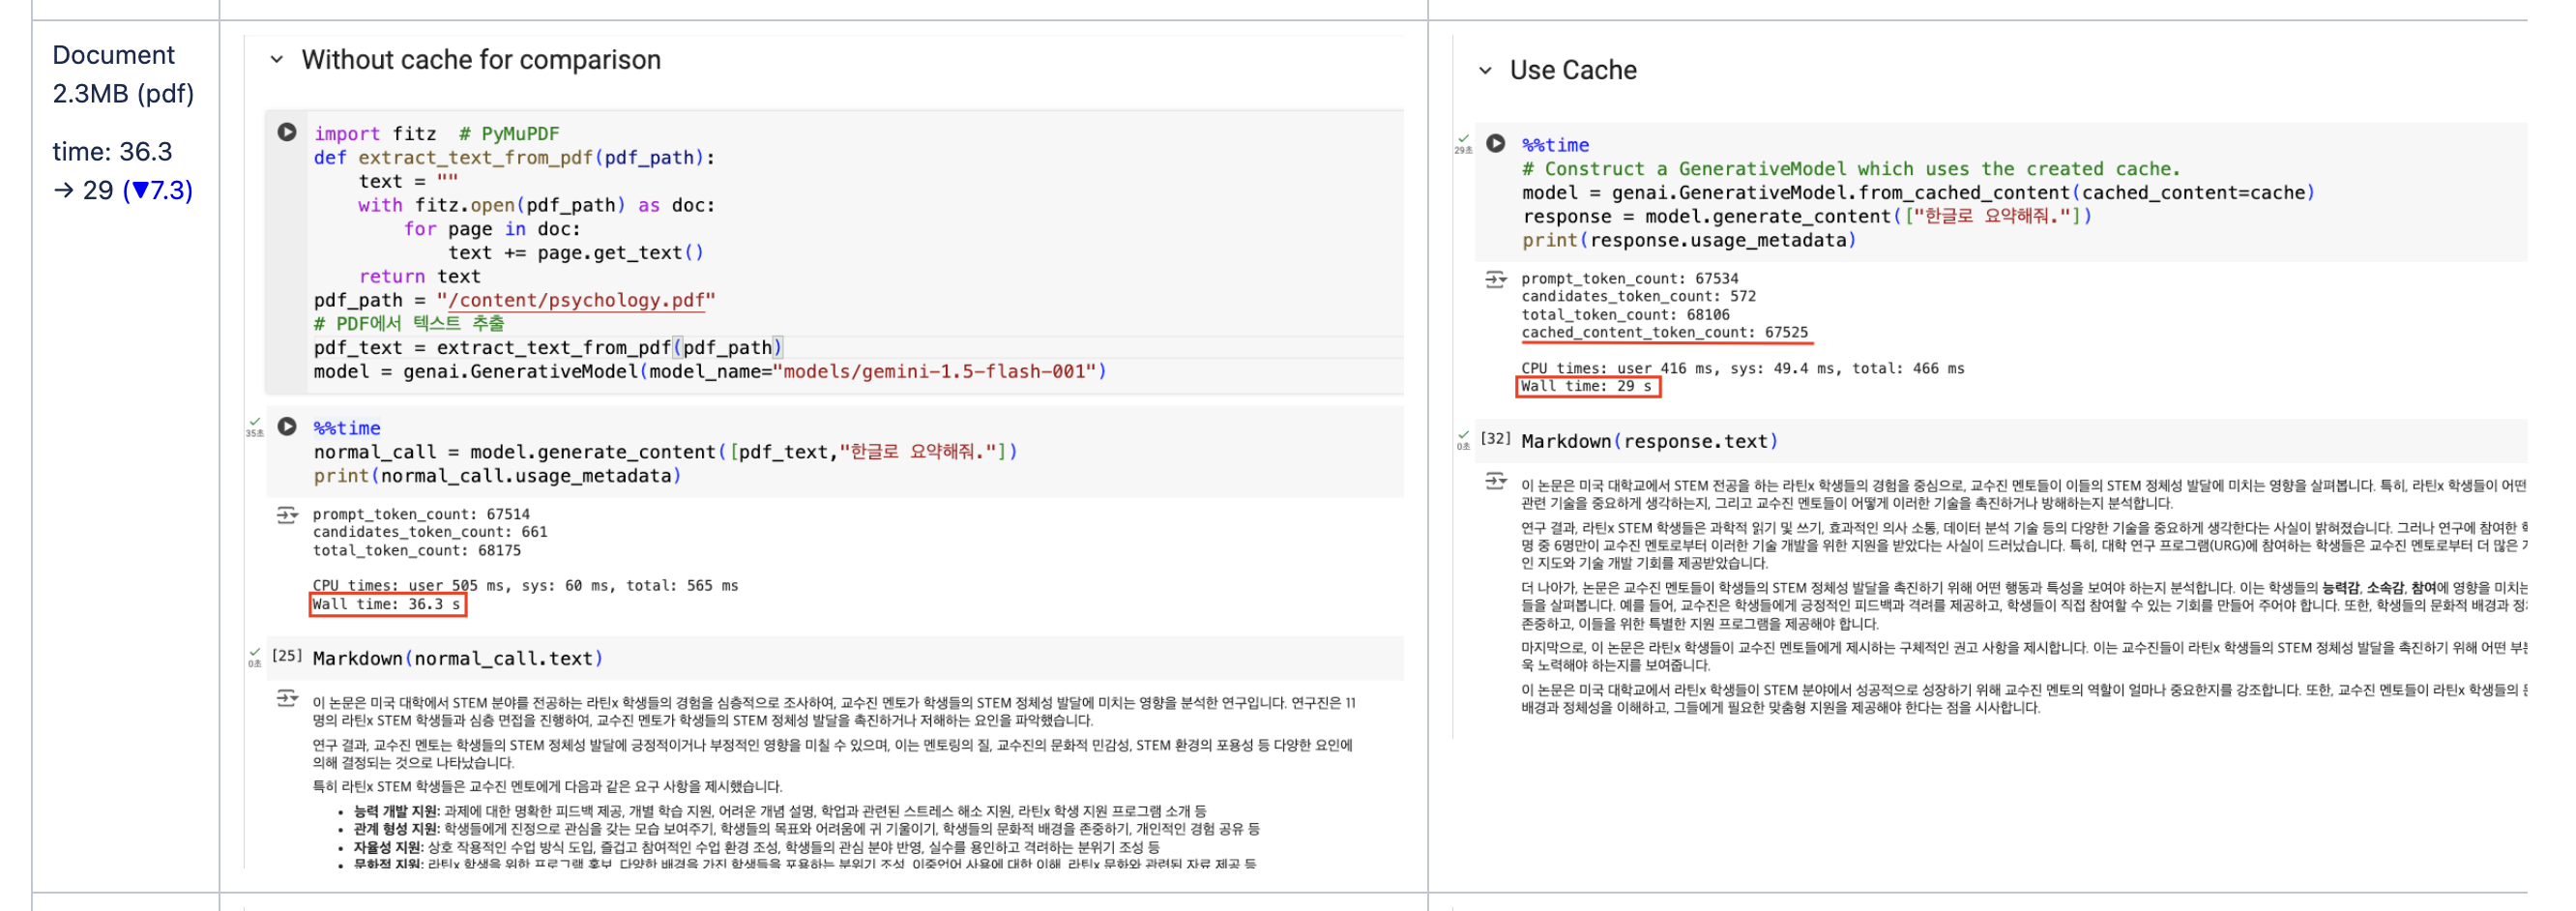 Document
2.3MB (pdf)
time: 36.3
→ 29 (▼7.3)
Without cache for comparison
import fitz  # PyMuPDF
def extract_text_from_pdf(pdf_path):
    text = ""
    with fitz.open(pdf_path) as doc:
        for page in doc:
            text += page.get_text()
    return text
pdf_path = "/content/psychology.pdf"
# PDF에서 텍스트 추출
pdf_text = extract_text_from_pdf(pdf_path)
model = genai.GenerativeModel(model_name="models/gemini-1.5-flash-001")
35초
%%time
normal_call = model.generate_content([pdf_text,"한글로 요약해줘."])
print(normal_call.usage_metadata)
prompt_token_count: 67514
candidates_token_count: 661
total_token_count: 68175
CPU times: user 505 ms, sys: 60 ms, total: 565 ms
Wall time: 36.3 s
0초
[25] Markdown(normal_call.text)
이 논문은 미국 대학에서 STEM 분야를 전공하는 라틴x 학생들의 경험을 심층적으로 조사하여, 교수진 멘토가 학생들의 STEM 정체성 발달에 미치는 영향을 분석한 연구입니다. 연구진은 11
명의 라틴x STEM 학생들과 심층 면접을 진행하여, 교수진 멘토가 학생들의 STEM 정체성 발달을 촉진하거나 저해하는 요인을 파악했습니다.
연구 결과, 교수진 멘토는 학생들의 STEM 정체성 발달에 긍정적이거나 부정적인 영향을 미칠 수 있으며, 이는 멘토링의 질, 교수진의 문화적 민감성, STEM 환경의 포용성 등 다양한 요인에
의해 결정되는 것으로 나타났습니다.
특히 라틴x STEM 학생들은 교수진 멘토에게 다음과 같은 요구 사항을 제시했습니다.
• 능력 개발 지원: 과제에 대한 명확한 피드백 제공, 개별 학습 지원, 어려운 개념 설명, 학업과 관련된 스트레스 해소 지원, 라틴x 학생 지원 프로그램 소개 등
• 관계 형성 지원: 학생들에게 진정으로 관심을 갖는 모습 보여주기, 학생들의 목표와 어려움에 귀 기울이기, 학생들의 문화적 배경을 존중하기, 개인적인 경험 공유 등
• 자율성 지원: 상호 작용적인 수업 방식 도입, 즐겁고 참여적인 수업 환경 조성, 학생들의 관심 분야 반영, 실수를 용인하고 격려하는 분위기 조성 등
• 문화적 지원: 라틴x 학생을 위한 프로그램 홍보, 다양한 배경을 가진 학생들을 포용하는 분위기 조성, 이중언어 사용에 대한 이해, 라틴x 문화와 관련된 자료 제공 등
Use Cache
29초
%%time
# Construct a GenerativeModel which uses the created cache.
model = genai.GenerativeModel.from_cached_content(cached_content=cache)
response = model.generate_content(["한글로 요약해줘."])
print(response.usage_metadata)
prompt_token_count: 67534
candidates_token_count: 572
total_token_count: 68106
cached_content_token_count: 67525
CPU times: user 416 ms, sys: 49.4 ms, total: 466 ms
Wall time: 29 s
0초
[32] Markdown(response.text)
이 논문은 미국 대학교에서 STEM 전공을 하는 라틴x 학생들의 경험을 중심으로, 교수진 멘토들이 이들의 STEM 정체성 발달에 미치는 영향을 살펴봅니다. 특히, 라틴x 학생들이 어떤
관련 기술을 중요하게 생각하는지, 그리고 교수진 멘토들이 어떻게 이러한 기술을 촉진하거나 방해하는지 분석합니다.
연구 결과, 라틴x STEM 학생들은 과학적 읽기 및 쓰기, 효과적인 의사 소통, 데이터 분석 기술 등의 다양한 기술을 중요하게 생각한다는 사실이 밝혀졌습니다. 그러나 연구에 참여한
명 중 6명만이 교수진 멘토로부터 이러한 기술 개발을 위한 지원을 받았다는 사실이 드러났습니다. 특히, 대학 연구 프로그램(URG)에 참여하는 학생들은 교수진 멘토로부터 더 많은
인 지도와 기술 개발 기회를 제공받았습니다.
더 나아가, 논문은 교수진 멘토들이 학생들의 STEM 정체성 발달을 촉진하기 위해 어떤 행동과 특성을 보여야 하는지 분석합니다. 이는 학생들의 능력감, 소속감, 참여에 영향을 미치는
들을 살펴봅니다. 예를 들어, 교수진은 학생들에게 긍정적인 피드백과 격려를 제공하고, 학생들이 직접 참여할 수 있는 기회를 만들어 주어야 합니다. 또한, 학생들의 문화적 배경과
존중하고, 이들을 위한 특별한 지원 프로그램을 제공해야 합니다.
마지막으로, 이 논문은 라틴x 학생들이 교수진 멘토들에게 제시하는 구체적인 권고 사항을 제시합니다. 이는 교수진들이 라틴x 학생들의 STEM 정체성 발달을 촉진하기 위해 어떤
욱 노력해야 하는지를 보여줍니다.
이 논문은 미국 대학교에서 라틴x 학생들이 STEM 분야에서 성공적으로 성장하기 위해 교수진 멘토의 역할이 얼마나 중요한지를 강조합니다. 또한, 교수진 멘토들이 라틴x 학생들의
배경과 정체성을 이해하고, 그들에게 필요한 맞춤형 지원을 제공해야 한다는 점을 시사합니다.